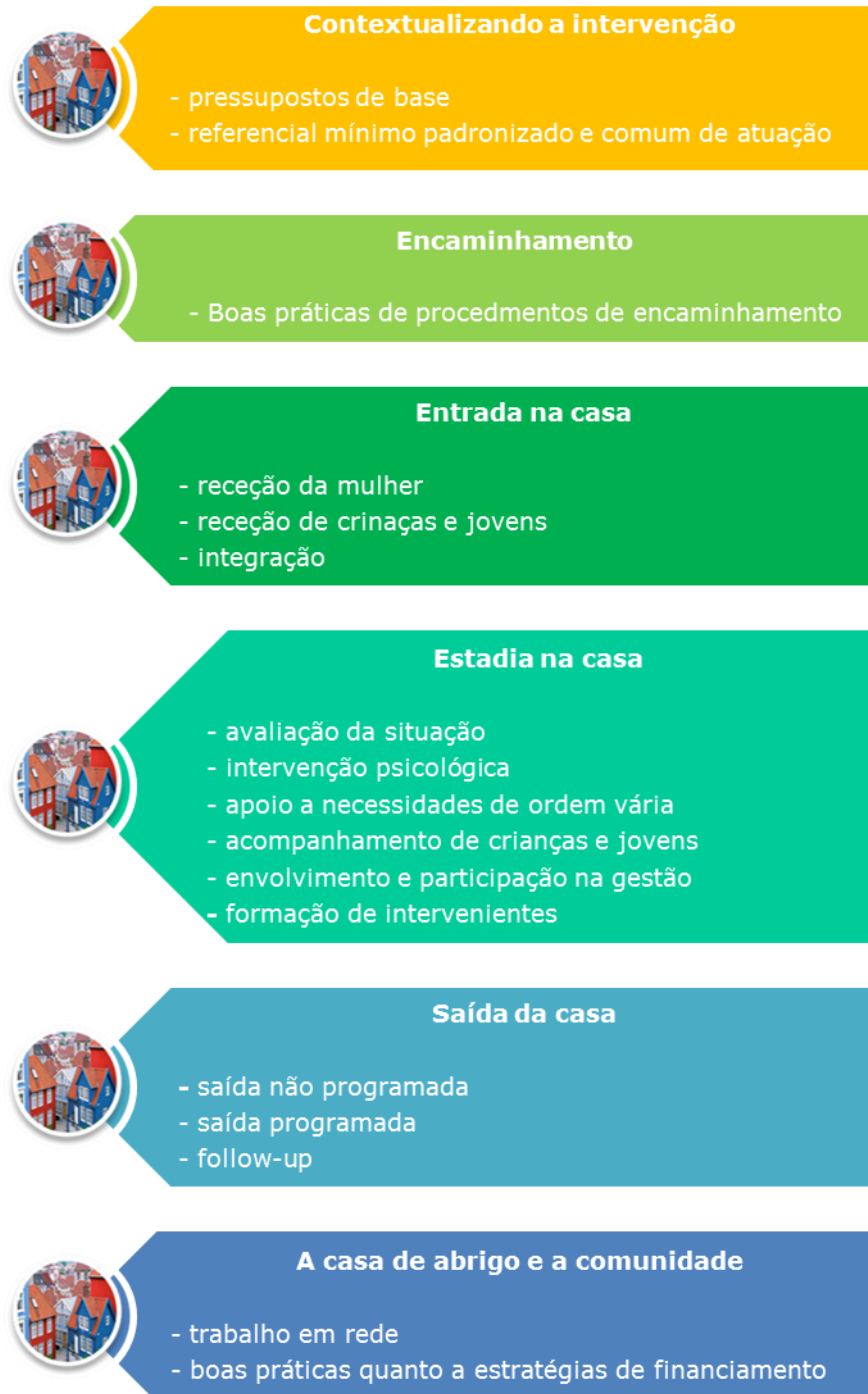 Contextualizando a intervenção
- pressupostos de base
- referencial mínimo padronizado e comum de atuação
Encaminhamento
- Boas práticas de procedmentos de encaminhamento
Entrada na casa
- receção da mulher
- receção de crinaças e jovens
- integração
Estadia na casa
- avaliação da situação
- intervenção psicológica
- apoio a necessidades de ordem vária
- acompanhamento de crianças e jovens
- envolvimento e participação na gestão
- formação de intervenientes
Saída da casa
- saída não programada
- saída programada
- follow-up
A casa de abrigo e a comunidade
- trabalho em rede
- boas práticas quanto a estratégias de financiamento